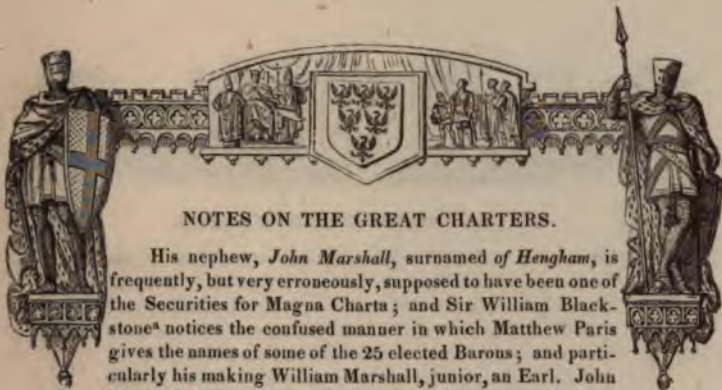 NOTES ON THE GREAT CHARTERS.
His nephew, John Marshall, surnamed of Hengham, is
frequently, but very erroneously, supposed to have been one of
the Securities for Magna Charta; and Sir William Black-
stoneª notices the confused manner in which Matthew Paris
gives the names of some of the 25 elected Barons; and parti-
cularly his making William Marshall, junior, an Earl. John